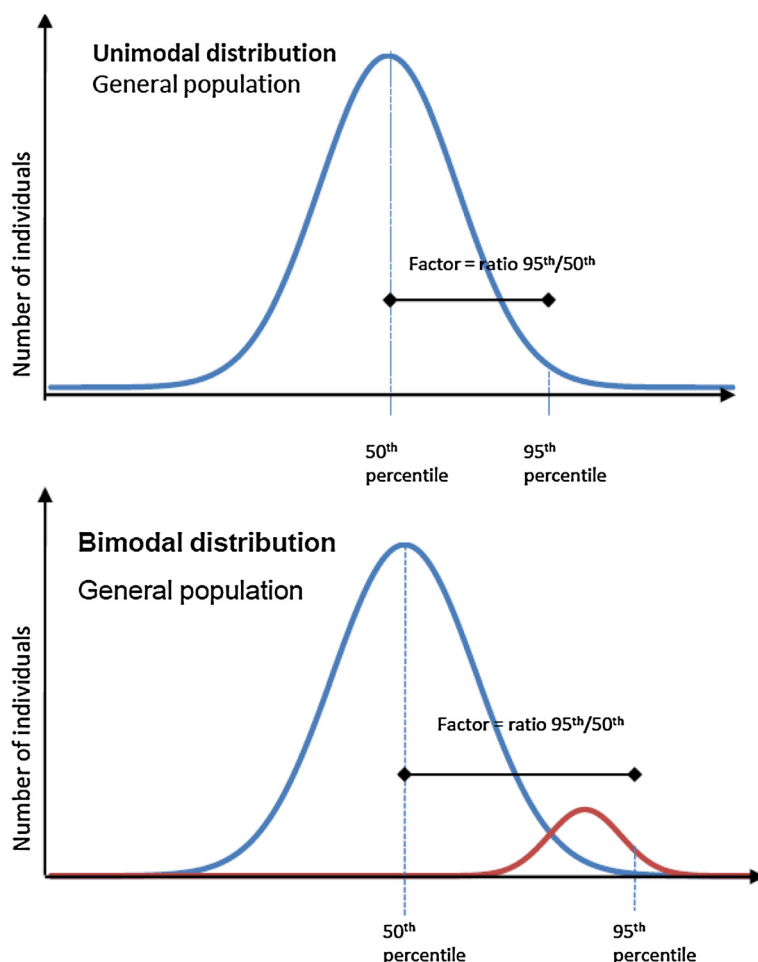 Unimodal distribution
General population
Number of individuals
Factor = ratio 95th/50th
50th
percentile
95th
percentile
Bimodal distribution
General population
Number of individuals
Factor = ratio 95th/50th
50th
percentile
95th
percentile